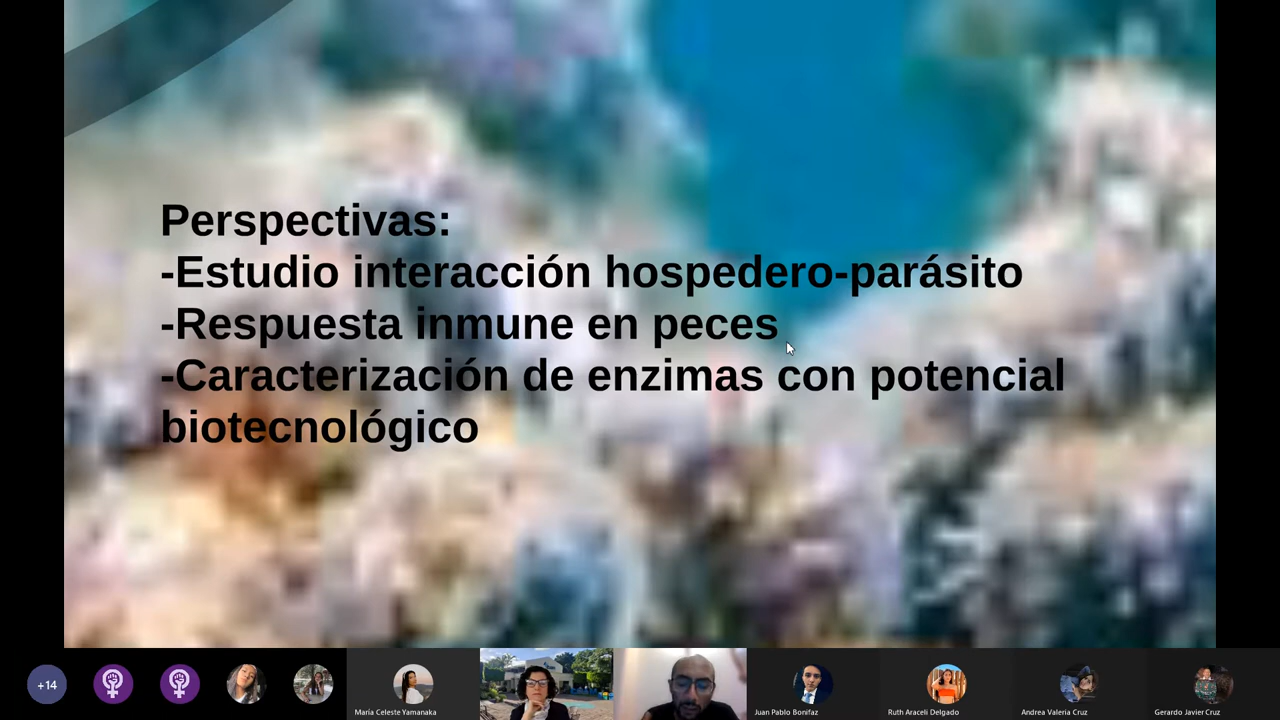 Perspectivas:
-Estudio interacción hospedero-parásito
-Respuesta inmune en peces
-Caracterización de enzimas con potencial
biotecnológico
+14
María Celeste Yamanaka
Juan Pablo Bonifaz
Ruth Araceli Delgado
Andrea Valeria Cruz
Gerardo Javier Cruz